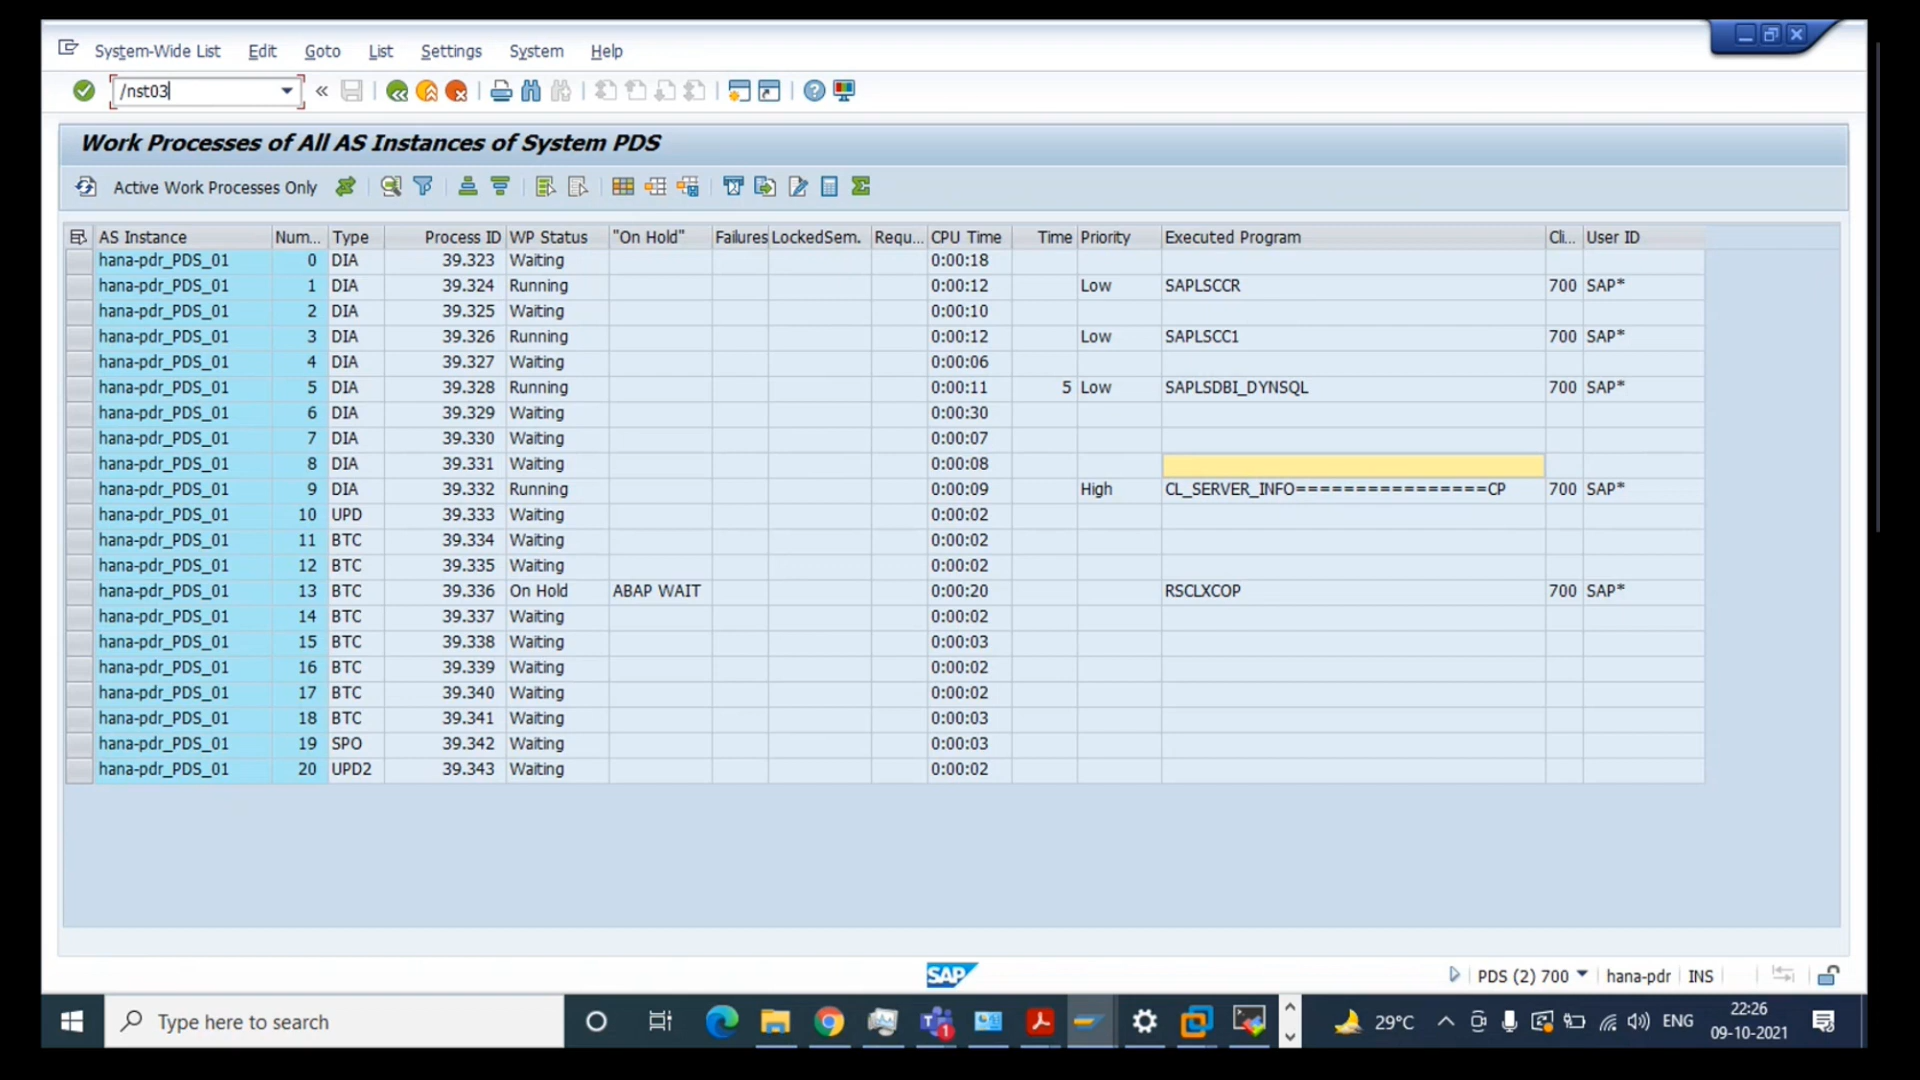 System-Wide List Edit Goto List Settings System Help
/nst03
Work Processes of All AS Instances of System PDS
Active Work Processes Only
AS Instance Num... Type Process ID WP Status "On Hold" Failures LockedSem. Requ... CPU Time Time Priority Executed Program Cli... User ID
hana-pdr_PDS_01 0 DIA 39.323 Waiting 0:00:18
hana-pdr_PDS_01 1 DIA 39.324 Running 0:00:12 Low SAPLSCCR 700 SAP*
hana-pdr_PDS_01 2 DIA 39.325 Waiting 0:00:10
hana-pdr_PDS_01 3 DIA 39.326 Running 0:00:12 Low SAPLSCC1 700 SAP*
hana-pdr_PDS_01 4 DIA 39.327 Waiting 0:00:06
hana-pdr_PDS_01 5 DIA 39.328 Running 0:00:11 5 Low SAPLSDBI_DYNSQL 700 SAP*
hana-pdr_PDS_01 6 DIA 39.329 Waiting 0:00:30
hana-pdr_PDS_01 7 DIA 39.330 Waiting 0:00:07
hana-pdr_PDS_01 8 DIA 39.331 Waiting 0:00:08
hana-pdr_PDS_01 9 DIA 39.332 Running 0:00:09 High CL_SERVER_INFO================CP 700 SAP*
hana-pdr_PDS_01 10 UPD 39.333 Waiting 0:00:02
hana-pdr_PDS_01 11 BTC 39.334 Waiting 0:00:02
hana-pdr_PDS_01 12 BTC 39.335 Waiting 0:00:02
hana-pdr_PDS_01 13 BTC 39.336 On Hold ABAP WAIT 0:00:20 RSCLXCOP 700 SAP*
hana-pdr_PDS_01 14 BTC 39.337 Waiting 0:00:02
hana-pdr_PDS_01 15 BTC 39.338 Waiting 0:00:03
hana-pdr_PDS_01 16 BTC 39.339 Waiting 0:00:02
hana-pdr_PDS_01 17 BTC 39.340 Waiting 0:00:02
hana-pdr_PDS_01 18 BTC 39.341 Waiting 0:00:03
hana-pdr_PDS_01 19 SPO 39.342 Waiting 0:00:03
hana-pdr_PDS_01 20 UPD2 39.343 Waiting 0:00:02
SAP PDS (2) 700 hana-pdr INS
Type here to search 1 29°C ENG 22:26
09-10-2021